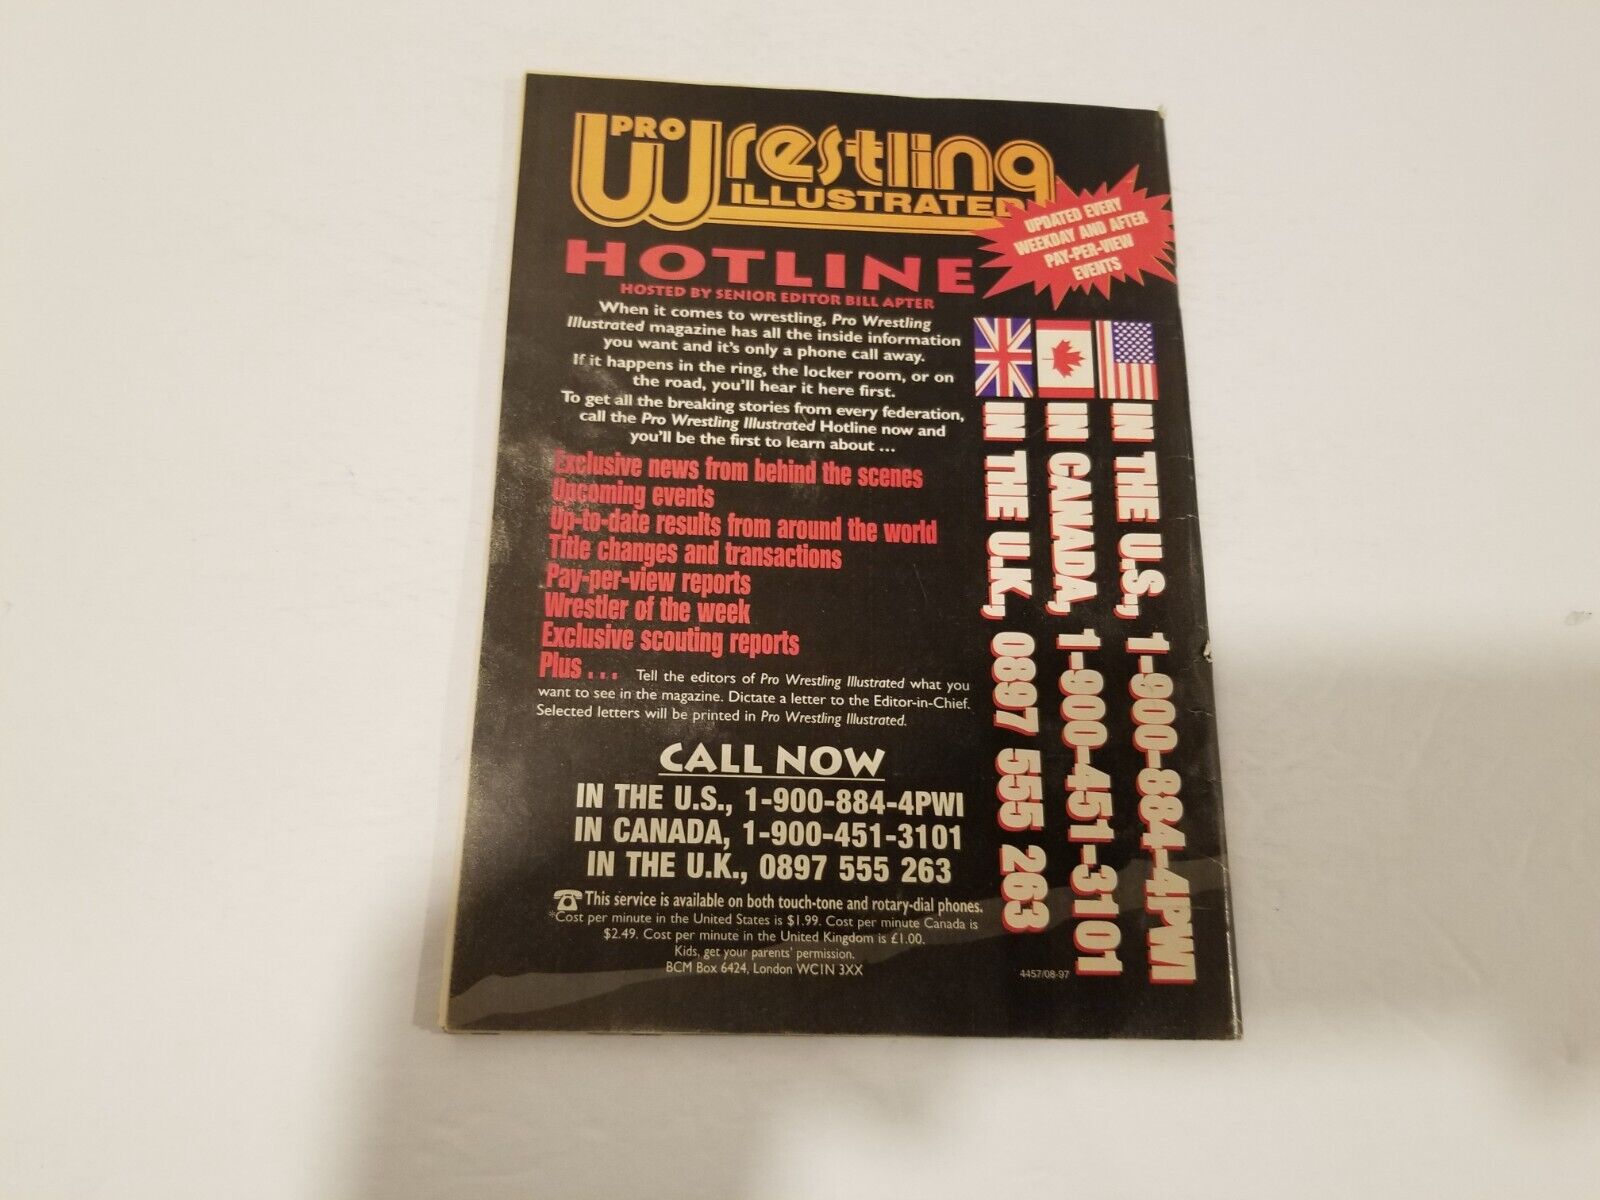 PRO
Wrestling
ILLUSTRATED
UPDATED EVERY
WEEKDAY AND AFTER
PAY-PER-VIEW
EVENTS
HOTLINE
HOSTED BY SENIOR EDITOR BILL APTER
When it comes to wrestling, Pro Wrestling
Illustrated magazine has all the inside information
you want and it's only a phone call away.
If it happens in the ring, the locker room, or on
the road, you'll hear it here first.
To get all the breaking stories from every federation,
call the Pro Wrestling Illustrated Hotline now and
you'll be the first to learn about ...
Exclusive news from behind the scenes
Upcoming events
Up-to-date results from around the world
Title changes and transactions
Pay-per-view reports
Wrestler of the week
Exclusive scouting reports
Plus . . . Tell the editors of Pro Wrestling Illustrated what you
want to see in the magazine. Dictate a letter to the Editor-in-Chief.
Selected letters will be printed in Pro Wrestling Illustrated.
CALL NOW
IN THE U.S., 1-900-884-4PWI
IN CANADA, 1-900-451-3101
IN THE U.K., 0897 555 263
This service is available on both touch-tone and rotary-dial phones.
*Cost per minute in the United States is $1.99. Cost per minute Canada is
$2.49. Cost per minute in the United Kingdom is £1.00.
Kids, get your parents' permission.
BCM Box 6424, London WC1N 3XX
4457/08-97
IN THE U.S., 1-900-884-4PWI
IN CANADA, 1-900-451-3101
IN THE U.K., 0897 555 263